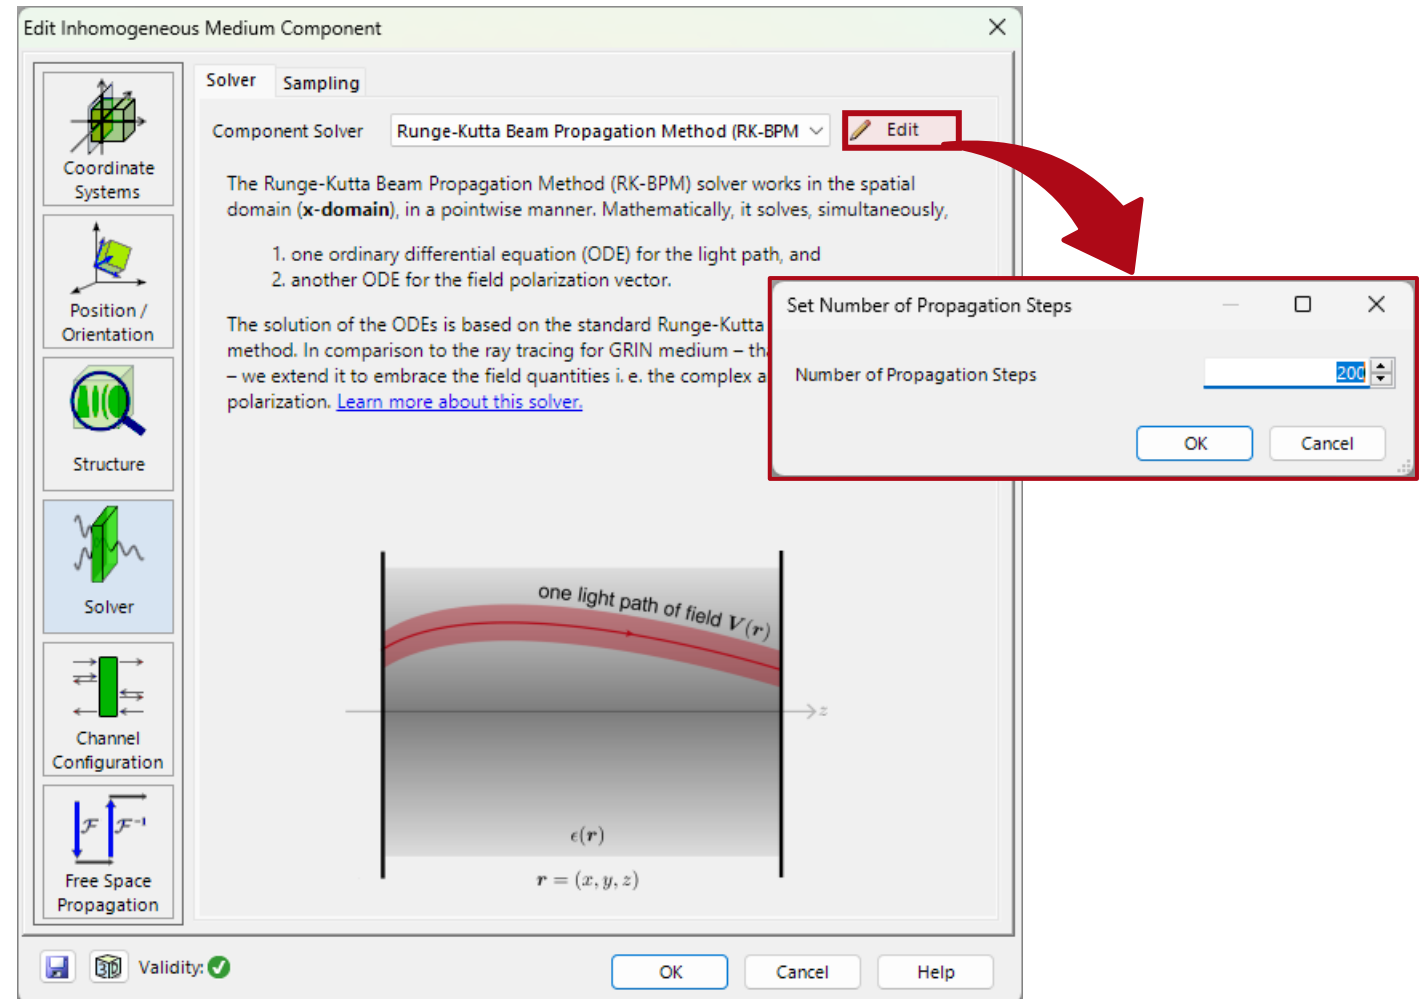 Edit Inhomogeneous Medium Component
Coordinate
Systems
Position /
Orientation
Structure
Solver
Channel
Configuration
ℱ ℱ⁻¹
Free Space
Propagation
Solver Sampling
Component Solver Runge-Kutta Beam Propagation Method (RK-BPM Edit
The Runge-Kutta Beam Propagation Method (RK-BPM) solver works in the spatial
domain (x-domain), in a pointwise manner. Mathematically, it solves, simultaneously,
1. one ordinary differential equation (ODE) for the light path, and
2. another ODE for the field polarization vector.
The solution of the ODEs is based on the standard Runge-Kutta
method. In comparison to the ray tracing for GRIN medium – tha
– we extend it to embrace the field quantities i. e. the complex a
polarization. Learn more about this solver.
Set Number of Propagation Steps
Number of Propagation Steps 200
OK Cancel
one light path of field V(r)
z
ϵ(r)
r = (x, y, z)
3D Validity:
OK Cancel Help